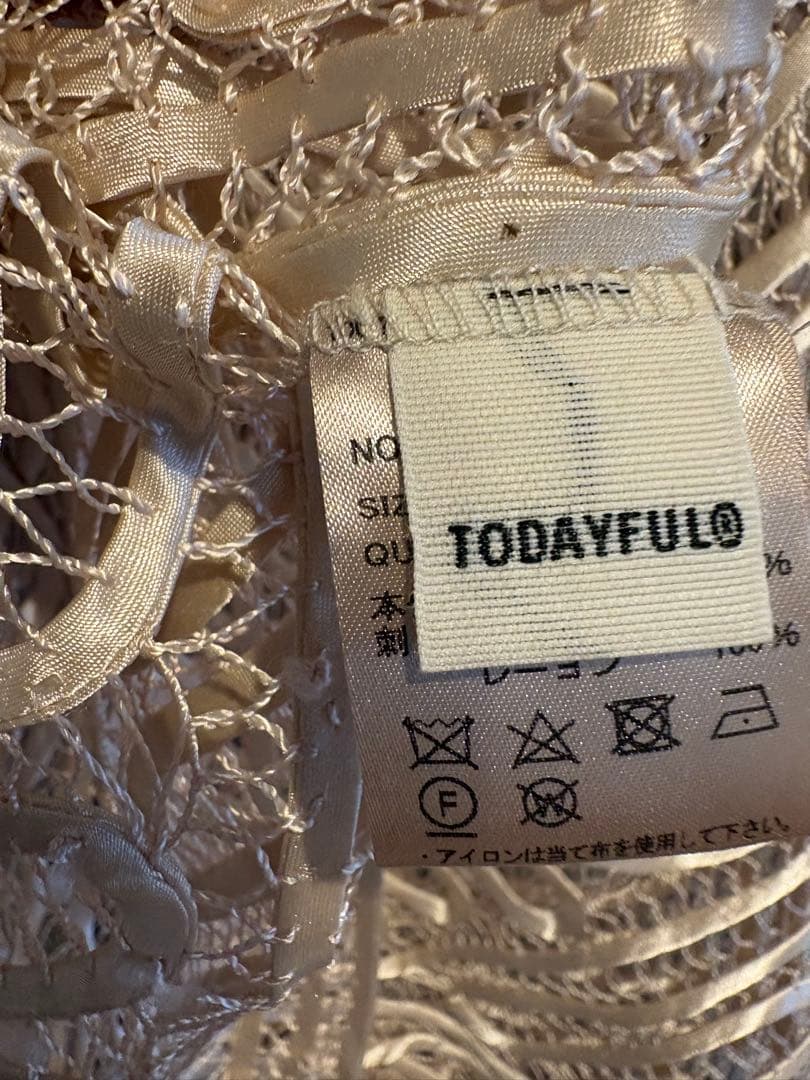 NO
SIZ
TODAYFUL®
QU
%
本
刺
レーヨン 100%
F
W
・アイロンは当て布を使用して下さい。